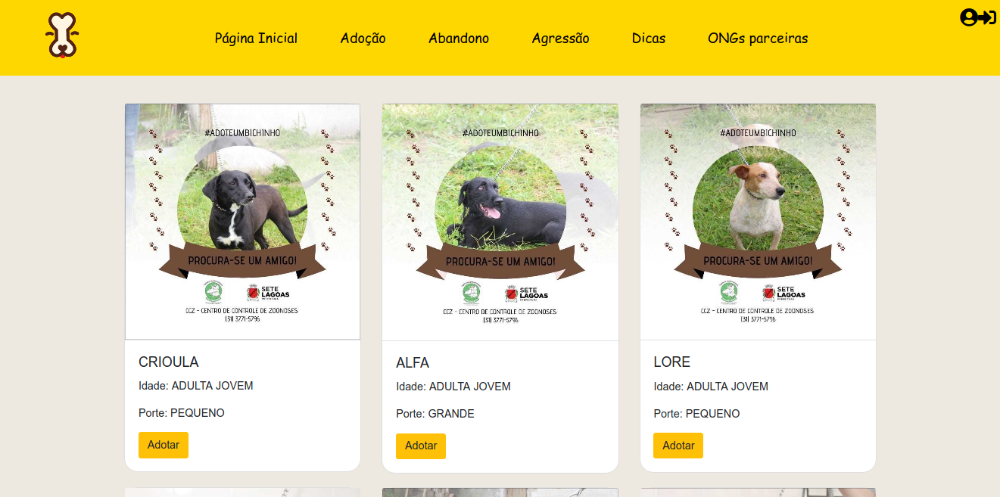 Página Inicial
Adoção
Abandono
Agressão
Dicas
ONGs parceiras
#ADOTEUMBICHINHO
PROCURA-SE UM AMIGO!
SETE
LAGOAS
PREFEITURA
CCZ - CENTRO DE CONTROLE DE ZOONOSES
(31) 3771-5796
CRIOULA
Idade: ADULTA JOVEM
Porte: PEQUENO
Adotar
#ADOTEUMBICHINHO
PROCURA-SE UM AMIGO!
SETE
LAGOAS
PREFEITURA
CCZ - CENTRO DE CONTROLE DE ZOONOSES
(31) 3771-5796
ALFA
Idade: ADULTA JOVEM
Porte: GRANDE
Adotar
#ADOTEUMBICHINHO
PROCURA-SE UM AMIGO!
SETE
LAGOAS
PREFEITURA
CCZ - CENTRO DE CONTROLE DE ZOONOSES
(31) 3771-5796
LORE
Idade: ADULTA JOVEM
Porte: PEQUENO
Adotar